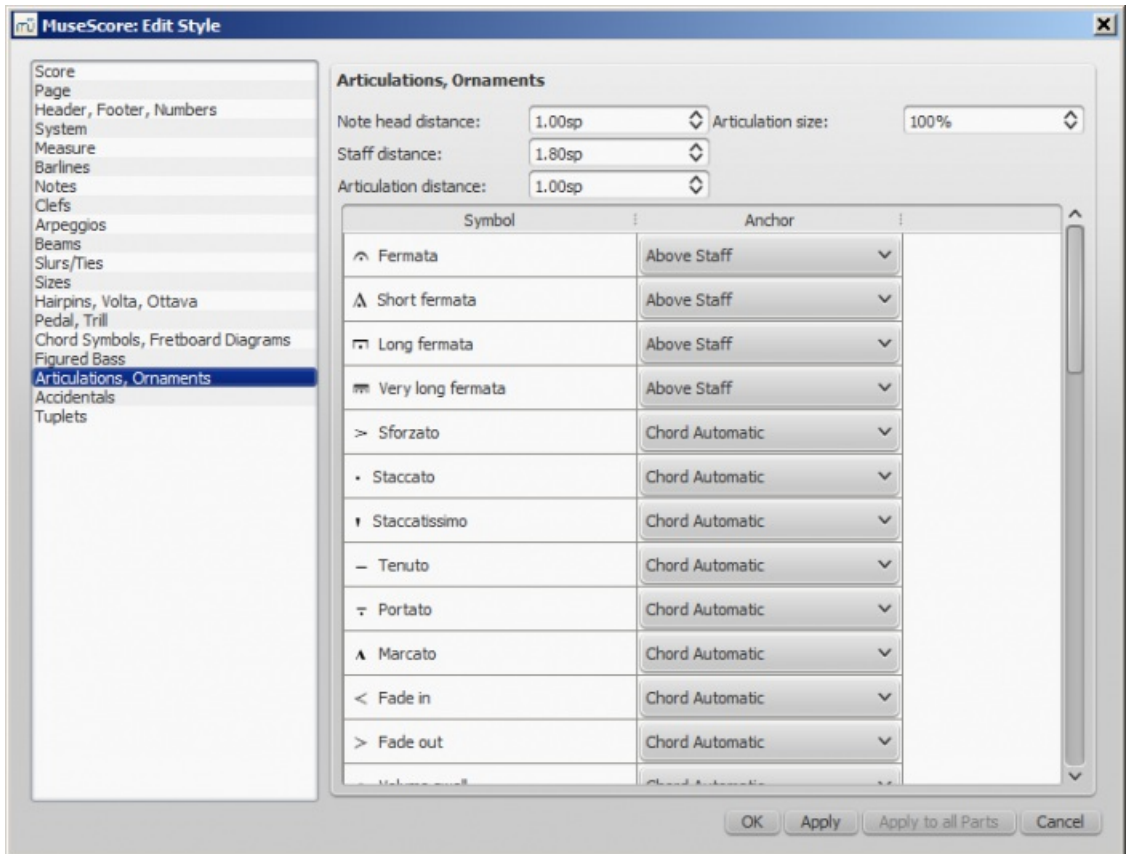 MuseScore: Edit Style
Score
Page
Header, Footer, Numbers
System
Measure
Barlines
Notes
Clefs
Arpeggios
Beams
Slurs/Ties
Sizes
Hairpins, Volta, Ottava
Pedal, Trill
Chord Symbols, Fretboard Diagrams
Figured Bass
Articulations, Ornaments
Accidentals
Tuplets
Articulations, Ornaments
Note head distance: 1.00sp Articulation size: 100%
Staff distance: 1.80sp
Articulation distance: 1.00sp
Symbol Anchor
Fermata Above Staff
Short fermata Above Staff
Long fermata Above Staff
Very long fermata Above Staff
Sforzato Chord Automatic
Staccato Chord Automatic
Staccatissimo Chord Automatic
Tenuto Chord Automatic
Portato Chord Automatic
Marcato Chord Automatic
Fade in Chord Automatic
Fade out Chord Automatic
OK Apply Apply to all Parts Cancel